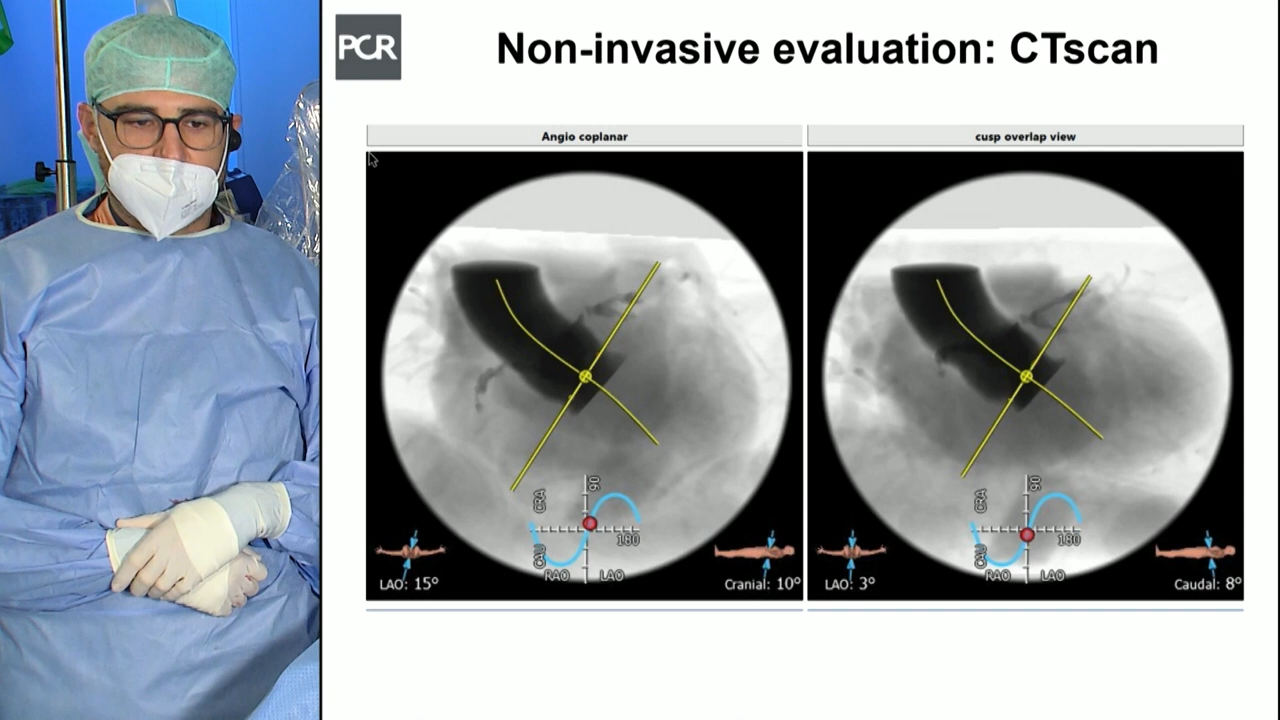 PCR
Non-invasive evaluation: CTscan
Angio coplanar
cusp overlap view
CRA
90
CAU
180
RAO
LAO
LAO: 15°
Cranial: 10°
CRA
90
CAU
180
RAO
LAO
LAO: 3°
Caudal: 8°